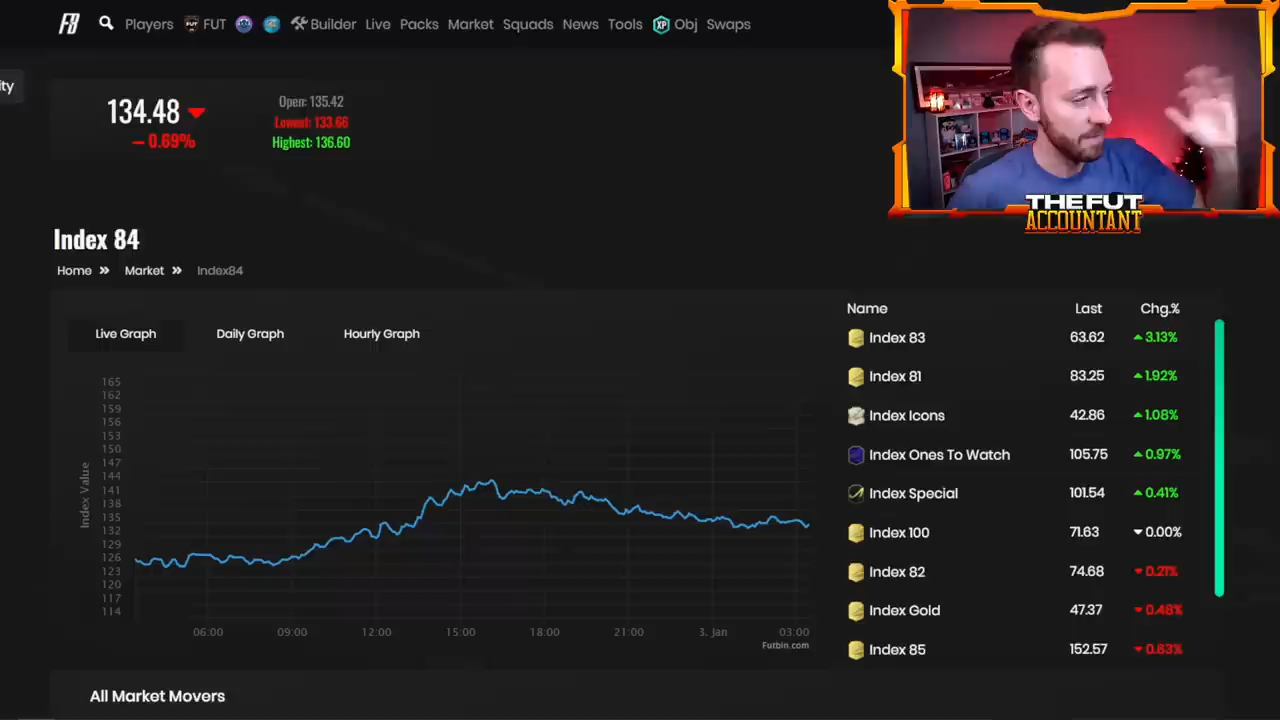 F8 Players FUT Builder Live Packs Market Squads News Tools XP Obj Swaps
ty
134.48
— 0.69%
Open: 135.42
Lowest: 133.66
Highest: 136.60
THE FUT
ACCOUNTANT
Index 84
Home » Market » Index84
Live Graph Daily Graph Hourly Graph
Index Value
165
162
159
156
153
150
147
144
141
138
135
132
129
126
123
120
117
114
06:00 09:00 12:00 15:00 18:00 21:00 3. Jan 03:00
Futbin.com
Name Last Chg.%
Index 83 63.62 3.13%
Index 81 83.25 1.92%
Index Icons 42.86 1.08%
Index Ones To Watch 105.75 0.97%
Index Special 101.54 0.41%
Index 100 71.63 0.00%
Index 82 74.68 0.21%
Index Gold 47.37 0.48%
Index 85 152.57 0.83%
All Market Movers